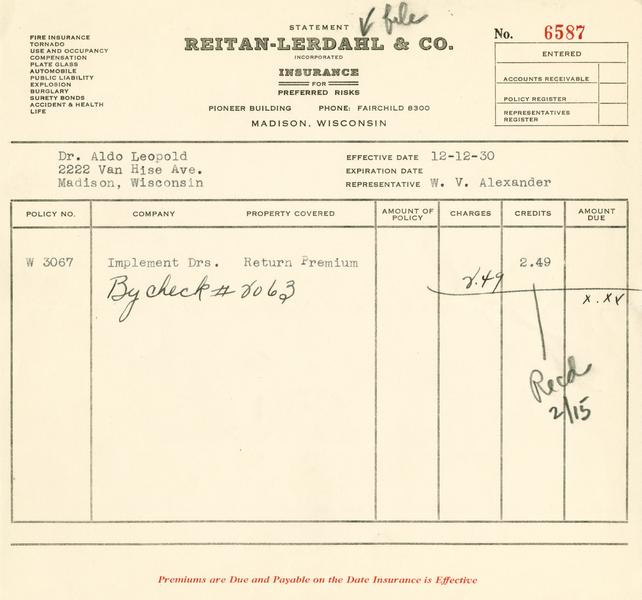 STATEMENT
✓ file
REITAN-LERDAHL & CO.
INCORPORATED
INSURANCE
FOR
PREFERRED RISKS
PIONEER BUILDING PHONE: FAIRCHILD 8300
MADISON, WISCONSIN
FIRE INSURANCE
TORNADO
USE AND OCCUPANCY
COMPENSATION
PLATE GLASS
AUTOMOBILE
PUBLIC LIABILITY
EXPLOSION
BURGLARY
SURETY BONDS
ACCIDENT & HEALTH
LIFE
No. 6587
ENTERED
ACCOUNTS RECEIVABLE
POLICY REGISTER
REPRESENTATIVES
REGISTER
Dr. Aldo Leopold
2222 Van Hise Ave.
Madison, Wisconsin
EFFECTIVE DATE 12-12-30
EXPIRATION DATE
REPRESENTATIVE W. V. Alexander
POLICY NO. COMPANY PROPERTY COVERED AMOUNT OF POLICY CHARGES CREDITS AMOUNT DUE
W 3067 Implement Drs. Return Premium 2.49
By check # 2063 2.49
x.xx
Recd
2/15
Premiums are Due and Payable on the Date Insurance is Effective